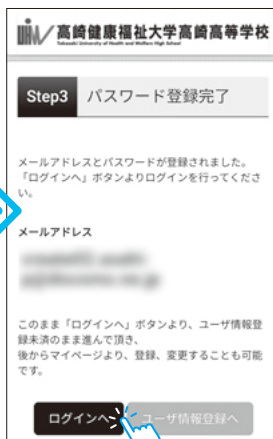 高崎健康福祉大学高崎高等学校
Takasaki University of Health and Welfare High School
Step3 パスワード登録完了
メールアドレスとパスワードが登録されました。
「ログインへ」ボタンよりログインを行ってくださ
い。
メールアドレス
このまま「ログインへ」ボタンより、ユーザ情報登
録未済のまま進んで頂き、
後からマイページより、登録、変更することも可能
です。
ログインへ
ユーザ情報登録へ